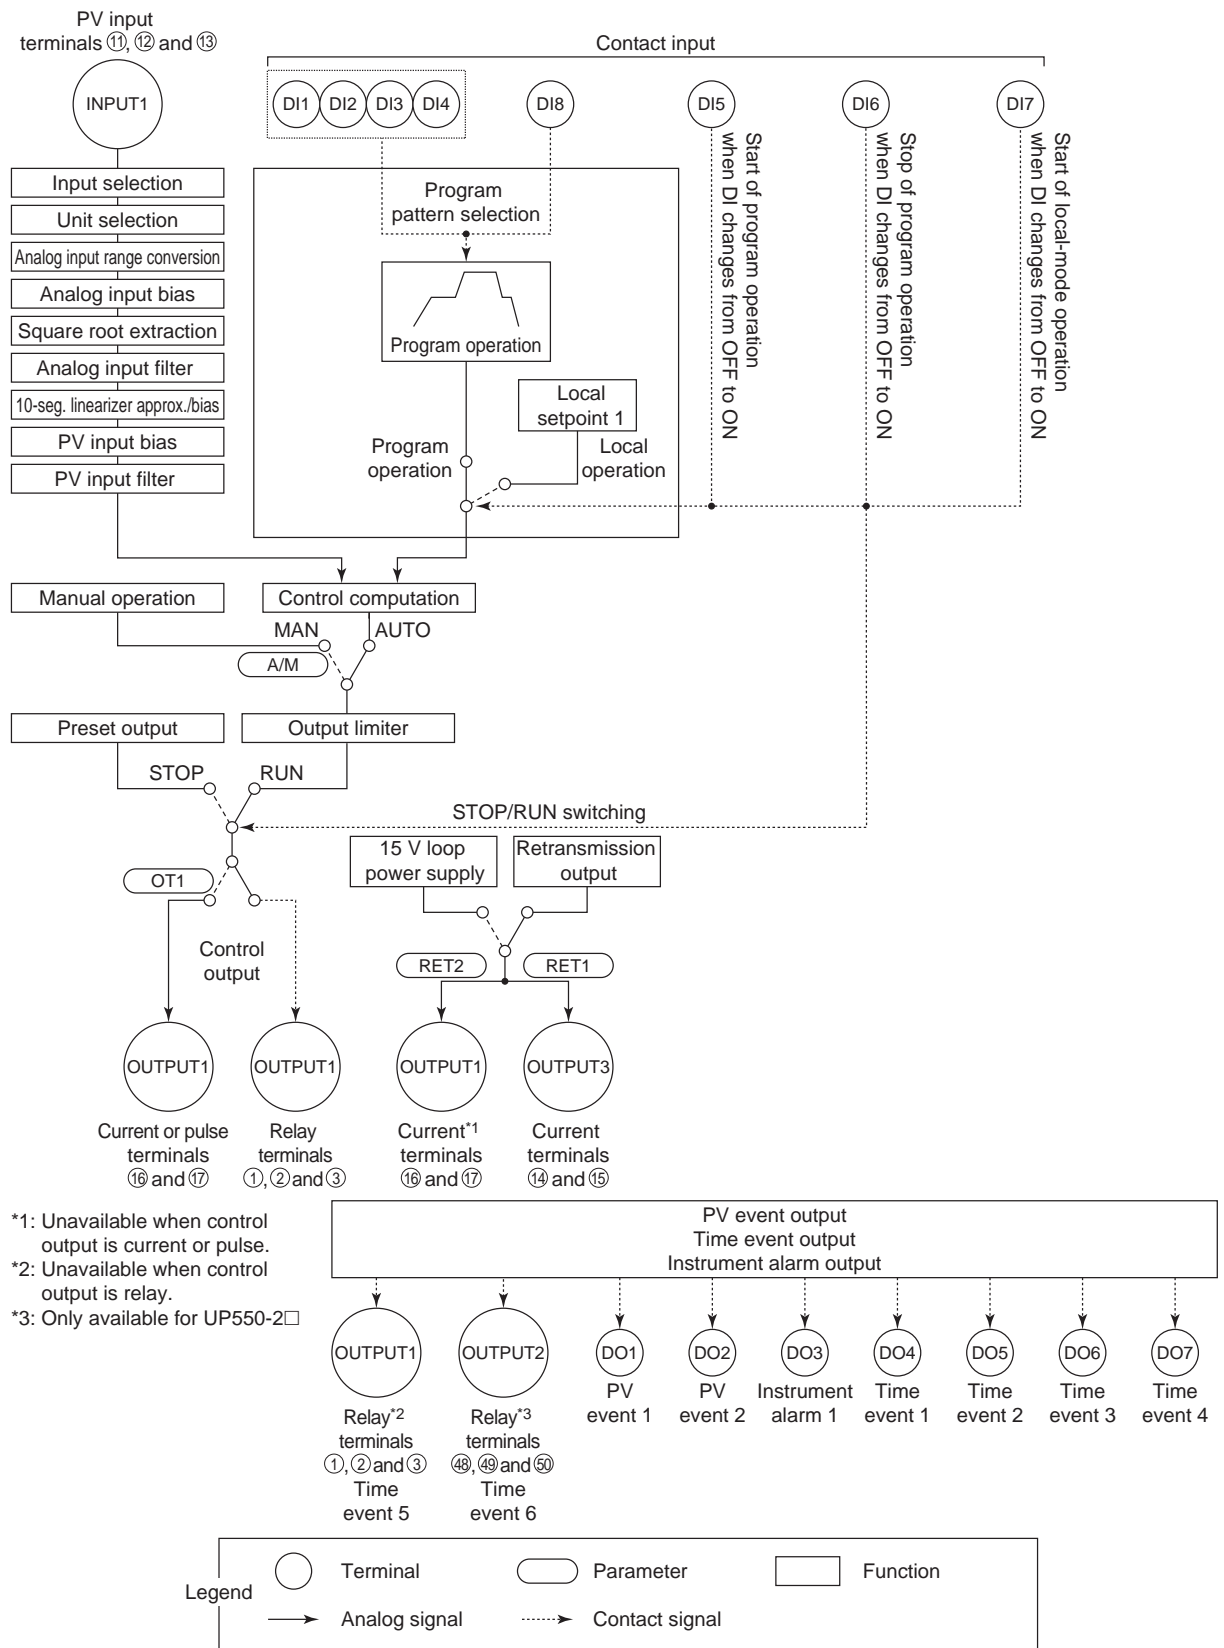 PV input
terminals ⑪, ⑫ and ⑬
Contact input
INPUT1
DI1
DI2
DI3
DI4
DI8
DI5
DI6
DI7
Start of program operation
when DI changes from OFF to ON
Stop of program operation
when DI changes from OFF to ON
Start of local-mode operation
when DI changes from OFF to ON
Input selection
Unit selection
Analog input range conversion
Analog input bias
Square root extraction
Analog input filter
10-seg. linearizer approx./bias
PV input bias
PV input filter
Program
pattern selection
Program operation
Local
setpoint 1
Program
operation
Local
operation
Manual operation
Control computation
MAN
AUTO
A/M
Preset output
Output limiter
STOP
RUN
STOP/RUN switching
15 V loop
power supply
Retransmission
output
OT1
Control
output
RET2
RET1
OUTPUT1
OUTPUT1
OUTPUT1
OUTPUT3
Current or pulse
terminals
⑯ and ⑰
Relay
terminals
①, ② and ③
Current*1
terminals
⑯ and ⑰
Current
terminals
⑭ and ⑮
*1: Unavailable when control
output is current or pulse.
*2: Unavailable when control
output is relay.
*3: Only available for UP550-2□
PV event output
Time event output
Instrument alarm output
OUTPUT1
OUTPUT2
DO1
DO2
DO3
DO4
DO5
DO6
DO7
Relay*2
terminals
①, ② and ③
Time
event 5
Relay*3
terminals
㊽, ㊾ and ㊿
Time
event 6
PV
event 1
PV
event 2
Instrument
alarm 1
Time
event 1
Time
event 2
Time
event 3
Time
event 4
Legend
Terminal
Parameter
Function
Analog signal
Contact signal